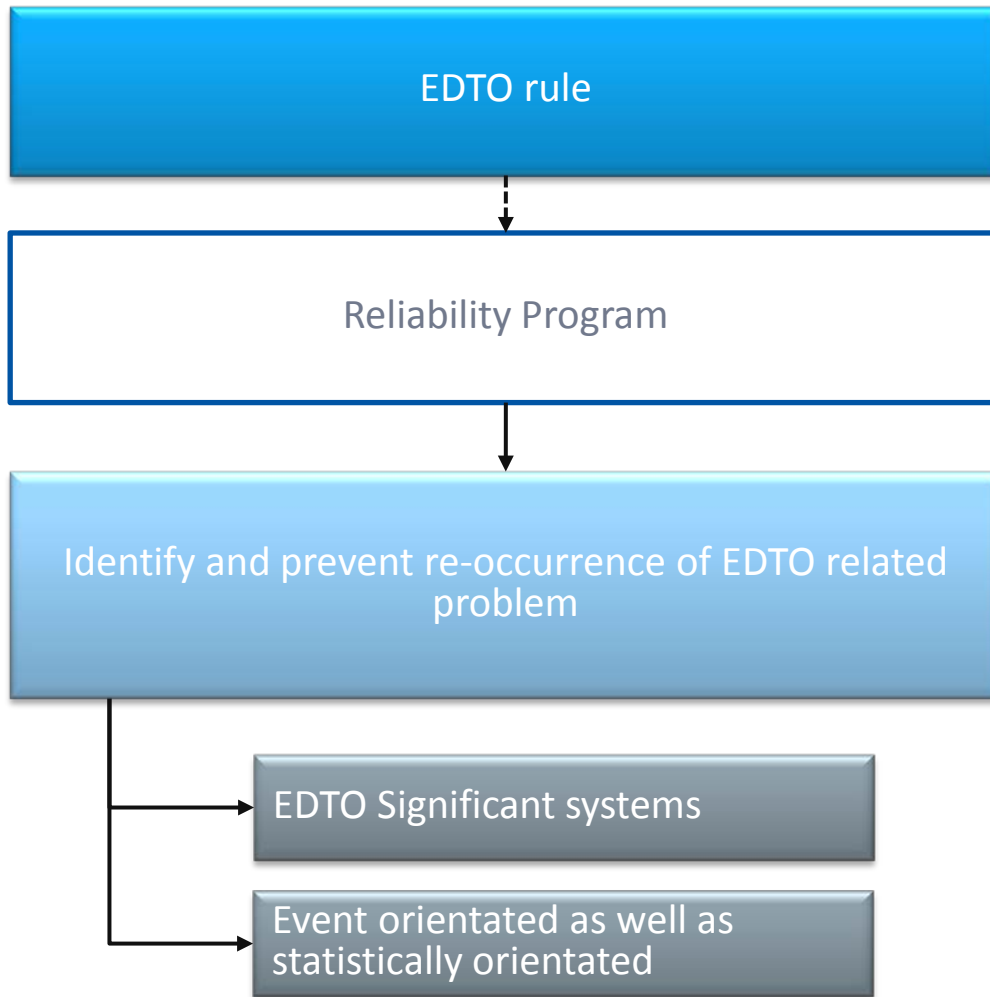 EDTO rule
Reliability Program
Identify and prevent re-occurrence of EDTO related
problem
EDTO Significant systems
Event orientated as well as
statistically orientated